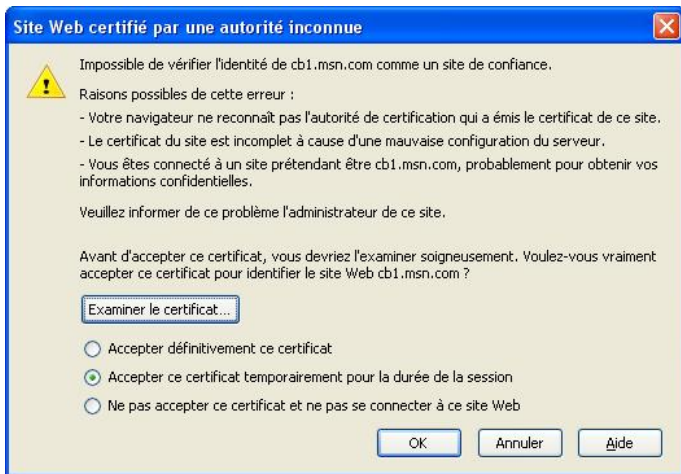 Site Web certifié par une autorité inconnue
Impossible de vérifier l'identité de cb1.msn.com comme un site de confiance.
Raisons possibles de cette erreur :
- Votre navigateur ne reconnaît pas l'autorité de certification qui a émis le certificat de ce site.
- Le certificat du site est incomplet à cause d'une mauvaise configuration du serveur.
- Vous êtes connecté à un site prétendant être cb1.msn.com, probablement pour obtenir vos
informations confidentielles.
Veuillez informer de ce problème l'administrateur de ce site.
Avant d'accepter ce certificat, vous devriez l'examiner soigneusement. Voulez-vous vraiment
accepter ce certificat pour identifier le site Web cb1.msn.com ?
Examiner le certificat...
Accepter définitivement ce certificat
Accepter ce certificat temporairement pour la durée de la session
Ne pas accepter ce certificat et ne pas se connecter à ce site Web
OK Annuler Aide